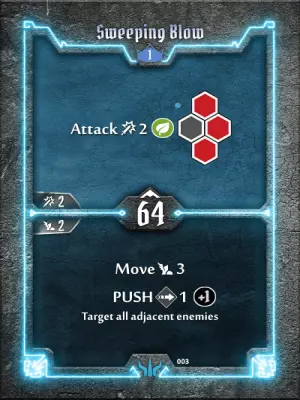 Sweeping Blow
1
Attack 2
2
64
2
Move 3
PUSH 1 +1
Target all adjacent enemies
003